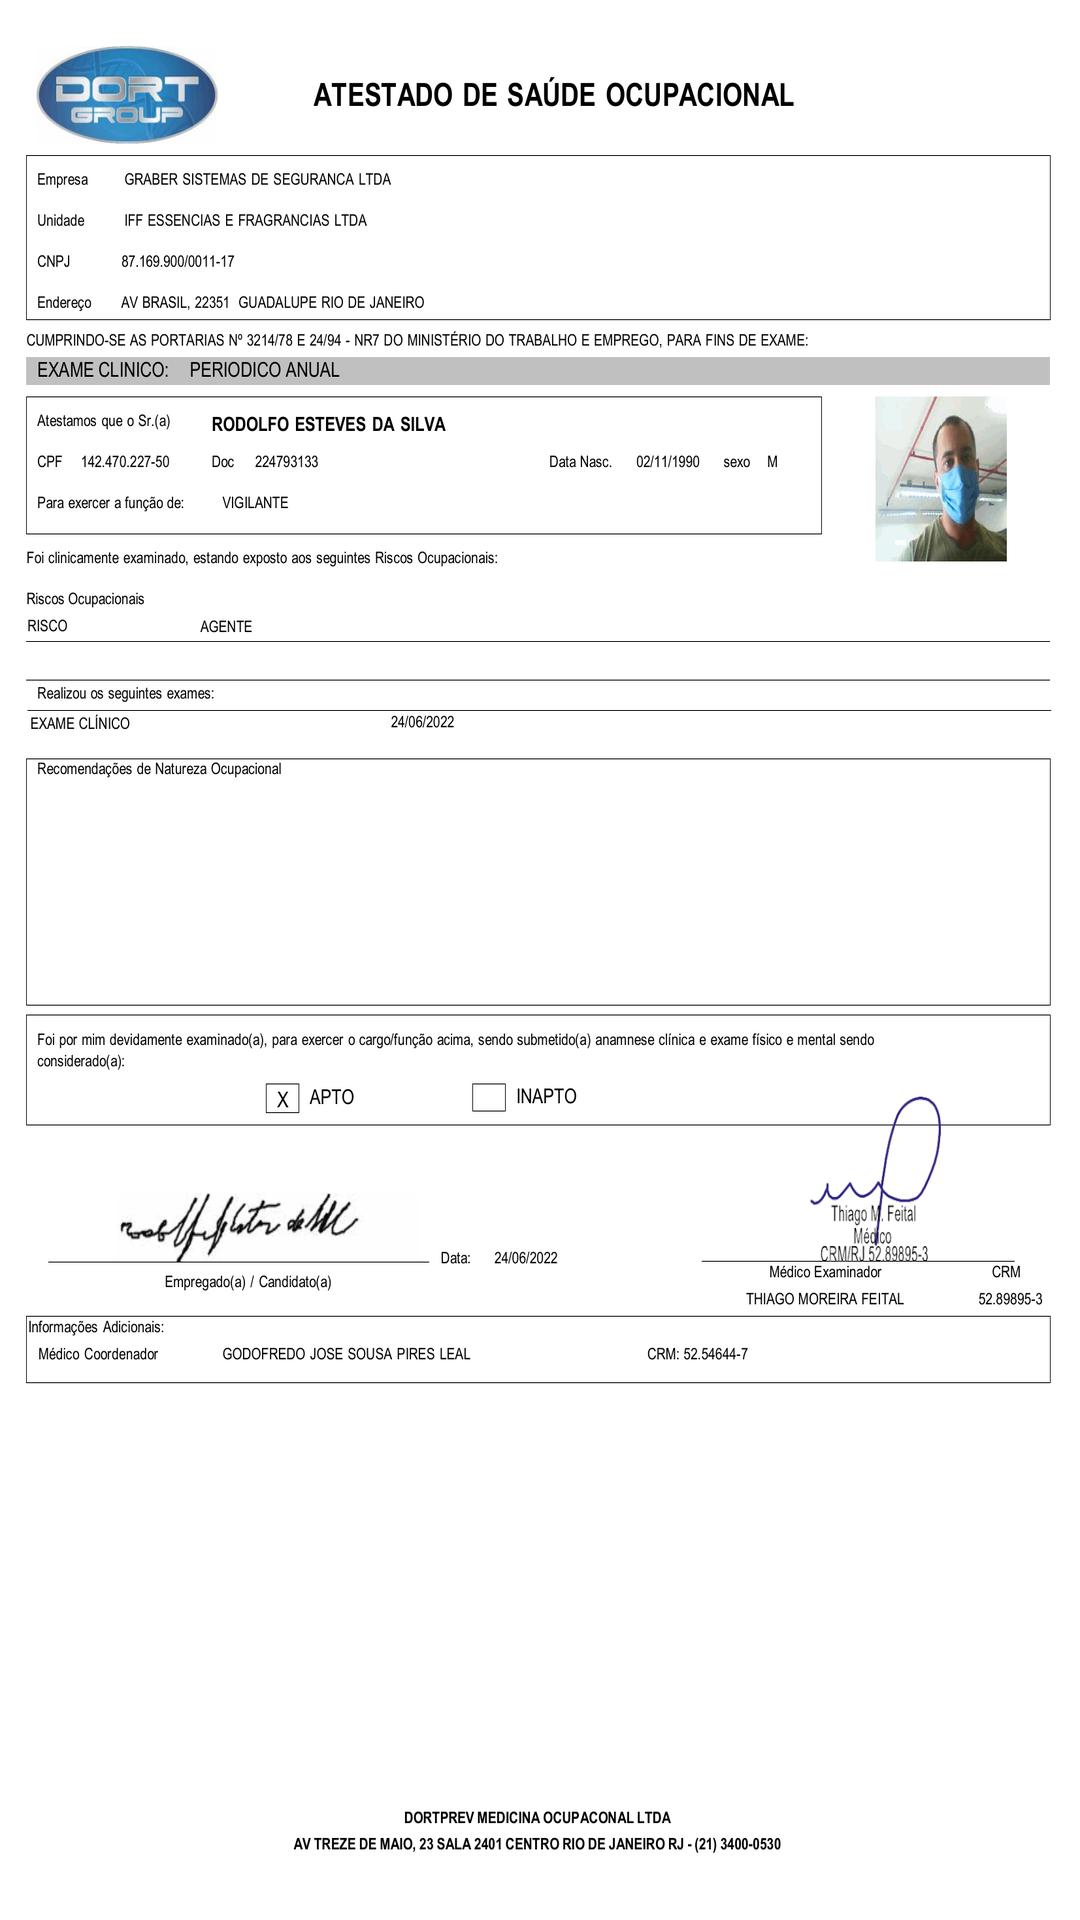 DORT
GROUP
ATESTADO DE SAÚDE OCUPACIONAL
Empresa GRABER SISTEMAS DE SEGURANCA LTDA
Unidade IFF ESSENCIAS E FRAGRANCIAS LTDA
CNPJ 87.169.900/0011-17
Endereço AV BRASIL, 22351 GUADALUPE RIO DE JANEIRO
CUMPRINDO-SE AS PORTARIAS Nº 3214/78 E 24/94 - NR7 DO MINISTÉRIO DO TRABALHO E EMPREGO, PARA FINS DE EXAME:
EXAME CLINICO: PERIODICO ANUAL
Atestamos que o Sr.(a) RODOLFO ESTEVES DA SILVA
CPF 142.470.227-50 Doc 224793133 Data Nasc. 02/11/1990 sexo M
Para exercer a função de: VIGILANTE
Foi clinicamente examinado, estando exposto aos seguintes Riscos Ocupacionais:
Riscos Ocupacionais
RISCO AGENTE
Realizou os seguintes exames:
EXAME CLÍNICO 24/06/2022
Recomendações de Natureza Ocupacional
Foi por mim devidamente examinado(a), para exercer o cargo/função acima, sendo submetido(a) anamnese clínica e exame físico e mental sendo
considerado(a):
X APTO INAPTO
Thiago M. Feital
Médico
CRM/RJ 52.89895-3
Data: 24/06/2022
Empregado(a) / Candidato(a) Médico Examinador CRM
THIAGO MOREIRA FEITAL 52.89895-3
Informações Adicionais:
Médico Coordenador GODOFREDO JOSE SOUSA PIRES LEAL CRM: 52.54644-7
DORTPREV MEDICINA OCUPACONAL LTDA
AV TREZE DE MAIO, 23 SALA 2401 CENTRO RIO DE JANEIRO RJ - (21) 3400-0530